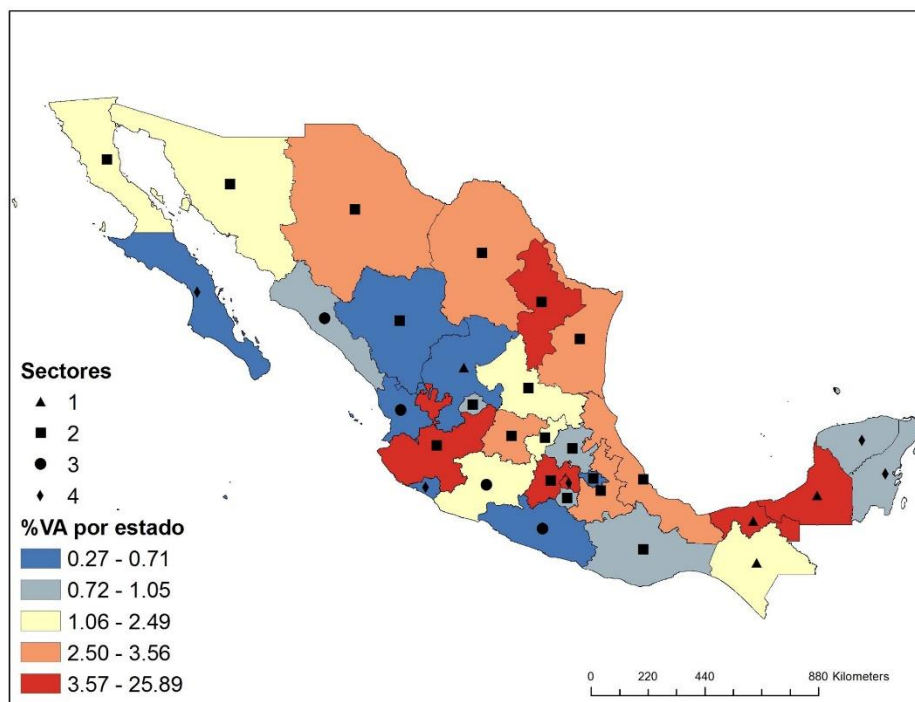 Sectores
1
2
3
4
%VA por estado
0.27 - 0.71
0.72 - 1.05
1.06 - 2.49
2.50 - 3.56
3.57 - 25.89
0 220 440 880 Kilometers